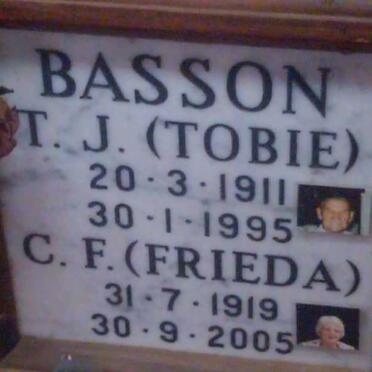 BASSON
T. J. (TOBIE)
20·3·1911
30·1·1995
C. F. (FRIEDA)
31·7·1919
30·9·2005